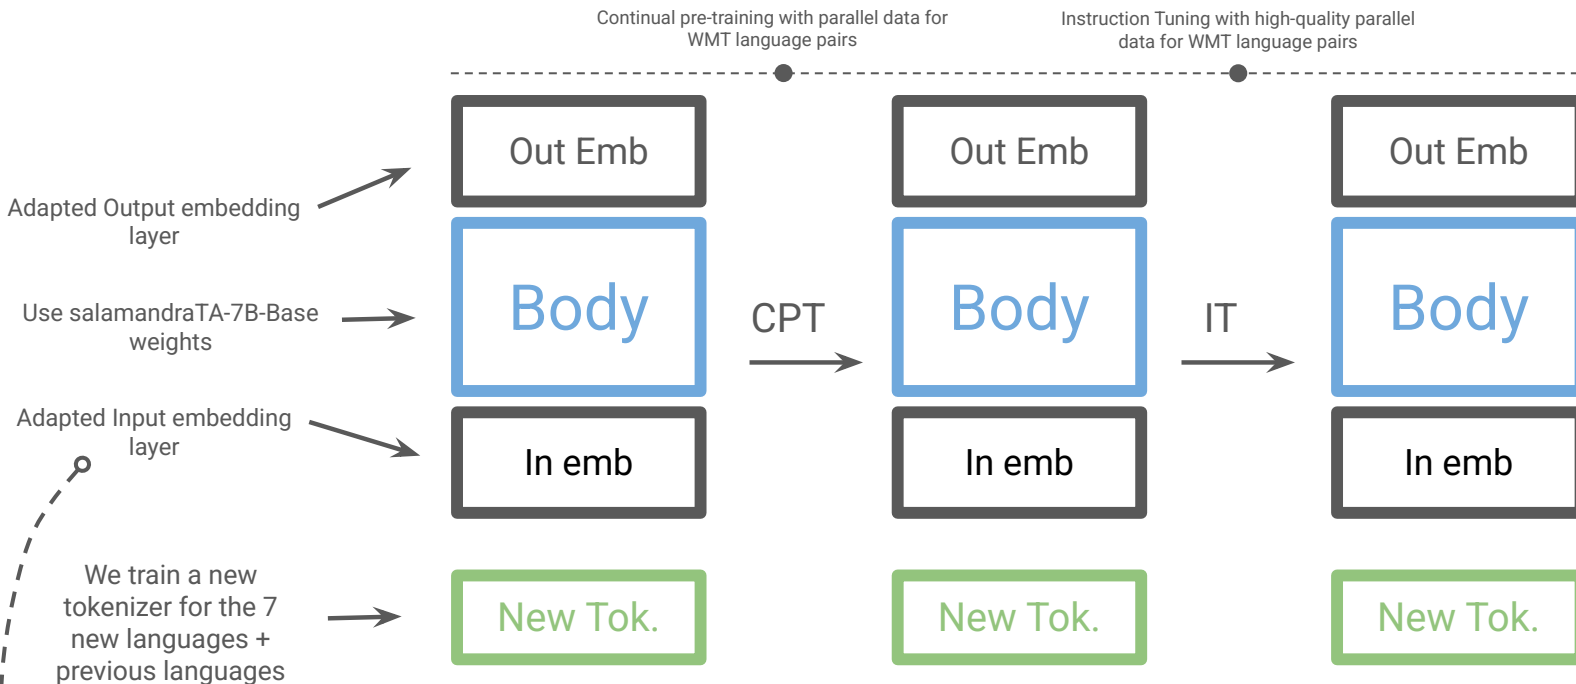 Continual pre-training with parallel data for
WMT language pairs
Instruction Tuning with high-quality parallel
data for WMT language pairs
Out Emb
Out Emb
Out Emb
Adapted Output embedding
layer
Body
Body
Body
Use salamandraTA-7B-Base
weights
CPT
IT
Adapted Input embedding
layer
In emb
In emb
In emb
We train a new
tokenizer for the 7
new languages +
previous languages
New Tok.
New Tok.
New Tok.